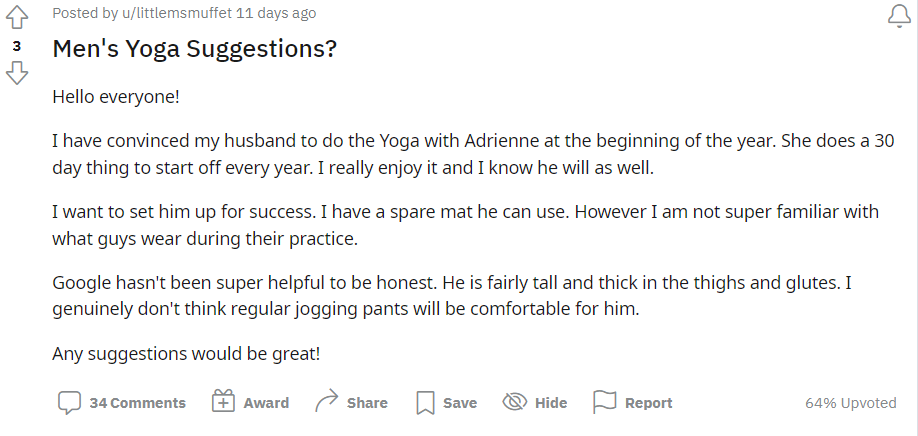 Posted by u/littlemsmuffet 11 days ago
3
Men's Yoga Suggestions?
Hello everyone!
I have convinced my husband to do the Yoga with Adrienne at the beginning of the year. She does a 30
day thing to start off every year. I really enjoy it and I know he will as well.
I want to set him up for success. I have a spare mat he can use. However I am not super familiar with
what guys wear during their practice.
Google hasn't been super helpful to be honest. He is fairly tall and thick in the thighs and glutes. I
genuinely don't think regular jogging pants will be comfortable for him.
Any suggestions would be great!
34 Comments Award Share Save Hide Report 64% Upvoted